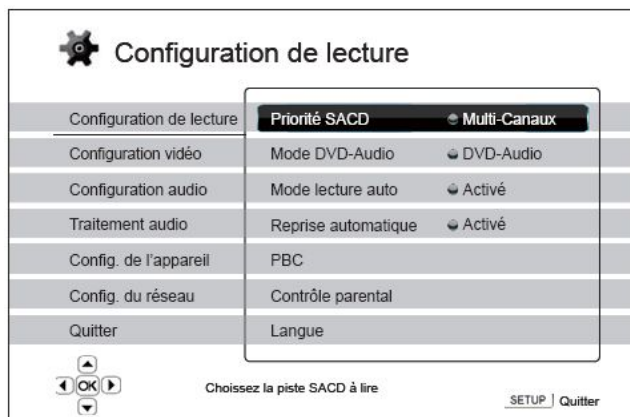 Configuration de lecture
Configuration de lecture Priorité SACD Multi-Canaux
Configuration vidéo Mode DVD-Audio DVD-Audio
Configuration audio Mode lecture auto Activé
Traitement audio Reprise automatique Activé
Config. de l'appareil PBC
Config. du réseau Contrôle parental
Quitter Langue
OK Choissez la piste SACD à lire
SETUP Quitter